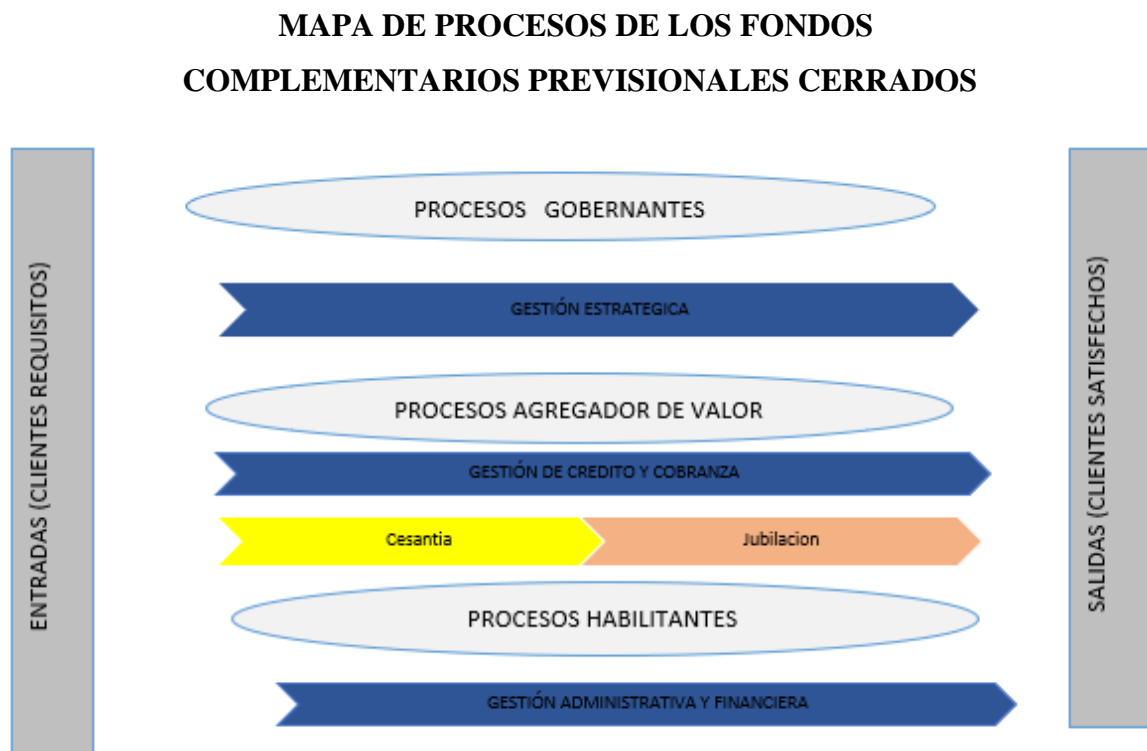 MAPA DE PROCESOS DE LOS FONDOS
COMPLEMENTARIOS PREVISIONALES CERRADOS
ENTRADAS (CLIENTES REQUISITOS)
PROCESOS GOBERNANTES
GESTIÓN ESTRATEGICA
PROCESOS AGREGADOR DE VALOR
GESTIÓN DE CREDITO Y COBRANZA
Cesantia
Jubilacion
PROCESOS HABILITANTES
GESTIÓN ADMINISTRATIVA Y FINANCIERA
SALIDAS (CLIENTES SATISFECHOS)